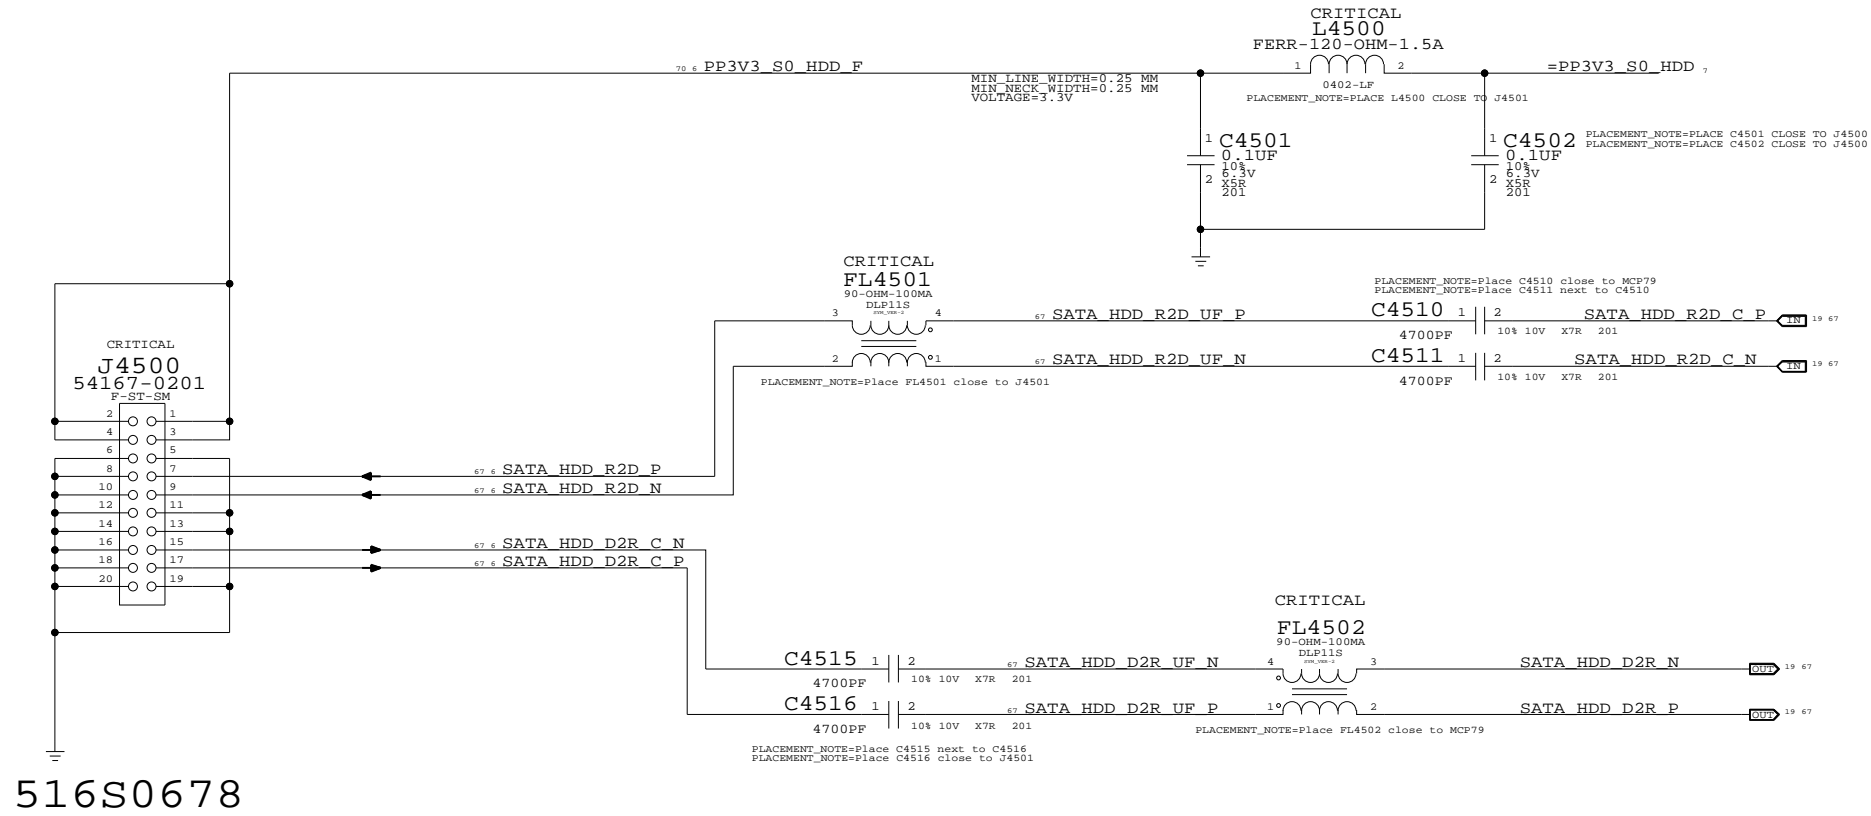 CRITICAL
L4500
FERR-120-OHM-1.5A
70 6 PP3V3_S0_HDD_F
1 2
=PP3V3_S0_HDD 7
MIN_LINE_WIDTH=0.25 MM
MIN_NECK_WIDTH=0.25 MM
VOLTAGE=3.3V
0402-LF
PLACEMENT_NOTE=PLACE L4500 CLOSE TO J4501
1 C4501
0.1UF
10%
6.3V
2 X5R
201
1 C4502
0.1UF
10%
6.3V
2 X5R
201
PLACEMENT_NOTE=PLACE C4501 CLOSE TO J4500
PLACEMENT_NOTE=PLACE C4502 CLOSE TO J4500
CRITICAL
FL4501
90-OHM-100MA
DLP11S
SYM_VER-2
3 4
67 SATA_HDD_R2D_UF_P
PLACEMENT_NOTE=Place C4510 close to MCP79
PLACEMENT_NOTE=Place C4511 next to C4510
C4510 1 2
SATA_HDD_R2D_C_P IN 19 67
4700PF
10% 10V X7R 201
2 1
67 SATA_HDD_R2D_UF_N
C4511 1 2
SATA_HDD_R2D_C_N IN 19 67
4700PF
10% 10V X7R 201
PLACEMENT_NOTE=Place FL4501 close to J4501
CRITICAL
J4500
54167-0201
F-ST-SM
2 1
4 3
6 5
8 7
10 9
12 11
14 13
16 15
18 17
20 19
67 6 SATA_HDD_R2D_P
67 6 SATA_HDD_R2D_N
67 6 SATA_HDD_D2R_C_N
67 6 SATA_HDD_D2R_C_P
CRITICAL
FL4502
90-OHM-100MA
DLP11S
SYM_VER-2
C4515 1 2
67 SATA_HDD_D2R_UF_N
4 3
SATA_HDD_D2R_N OUT 19 67
4700PF
10% 10V X7R 201
C4516 1 2
67 SATA_HDD_D2R_UF_P
1 2
SATA_HDD_D2R_P OUT 19 67
4700PF
10% 10V X7R 201
PLACEMENT_NOTE=Place FL4502 close to MCP79
PLACEMENT_NOTE=Place C4515 next to C4516
PLACEMENT_NOTE=Place C4516 close to J4501
516S0678